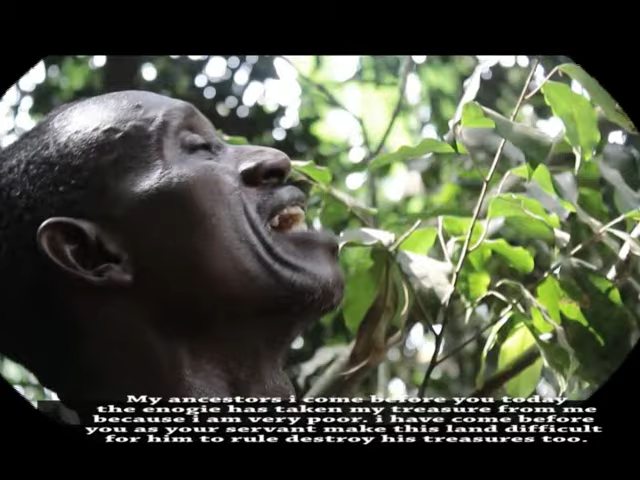 My ancestors i come before you today
the enogie has taken my treasure from me
because i am very poor. i have come before
you as your servant make this land difficult
for him to rule destroy his treasures too.